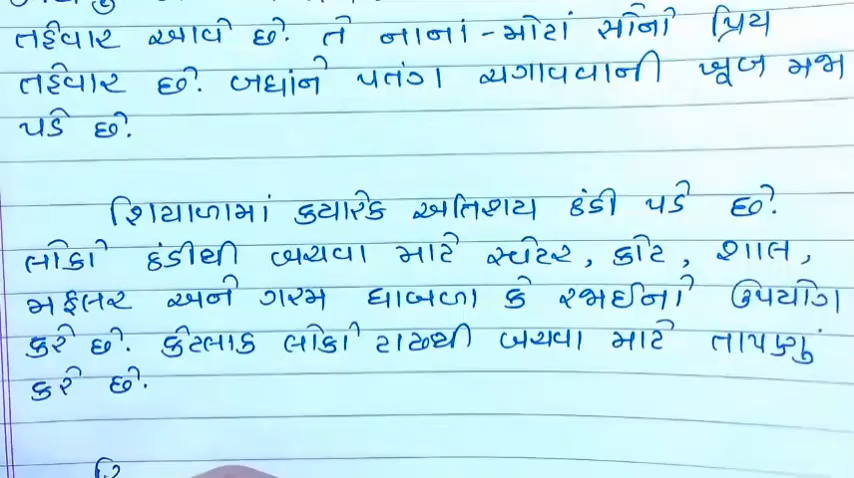 તહેવાર આવે છે. તે નાનાં - મોટાં સૌનો પ્રિય
તહેવાર છે. બધાંને પતંગ ચગાવવાની ખૂબ મજા
પડે છે.
શિયાળામાં ક્યારેક અતિશય ઠંડી પડે છે.
લોકો ઠંડીથી બચવા માટે સ્વેટર, કોટ, શાલ,
મફલર અને ગરમ ધાબળા કે રજાઈનો ઉપયોગ
કરે છે. કેટલાક લોકો ટાઢથી બચવા માટે તાપણું
કરે છે.